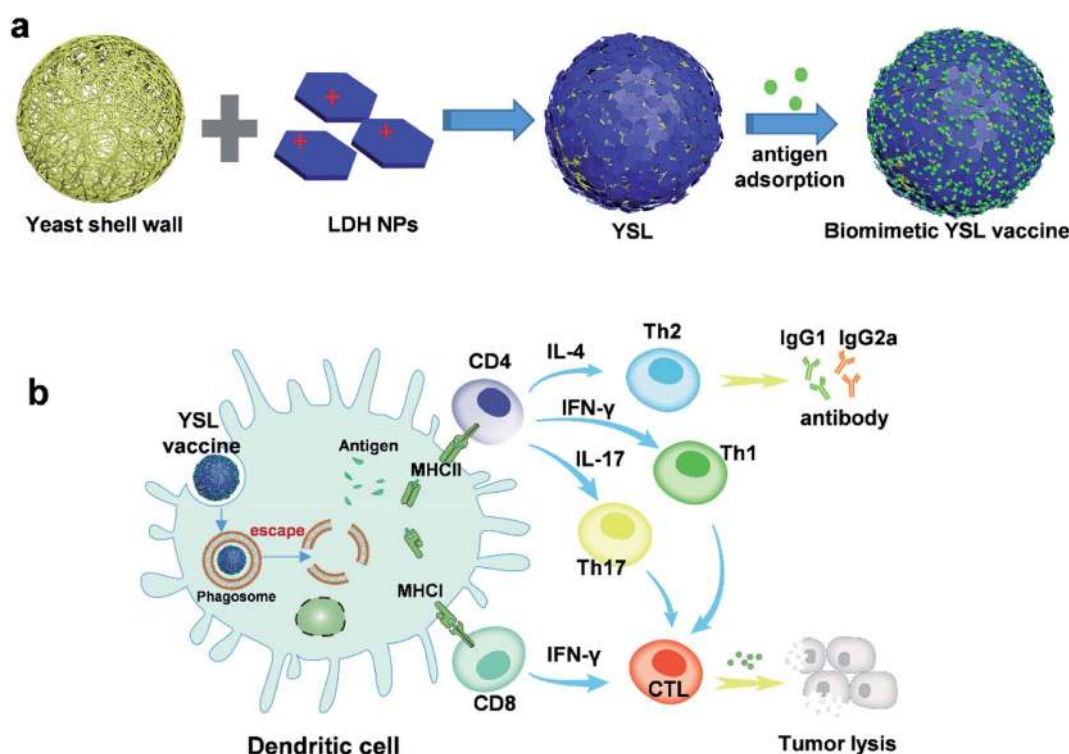 a
+ + +
Yeast shell wall
LDH NPs
YSL
antigen
adsorption
Biomimetic YSL vaccine
b
YSL
vaccine
Antigen
escape
Phagosome
MHCII
MHCI
CD4
CD8
IL-4
IFN-γ
IL-17
Th2
Th1
Th17
IgG1 IgG2a
antibody
IFN-γ
CTL
Dendritic cell
Tumor lysis